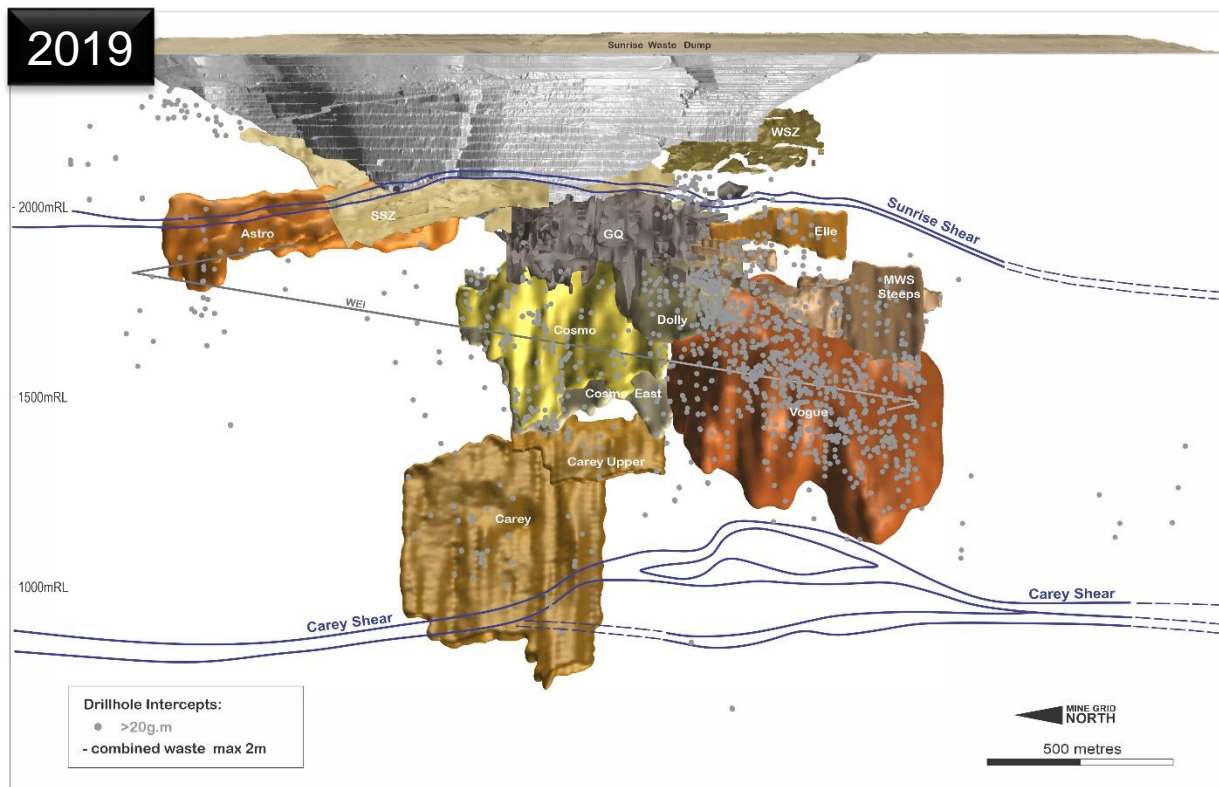 2019
Sunrise Waste Dump
WSZ
2000mRL
SSZ
Astro
GQ
Elle
Sunrise Shear
MWS
Steeps
WEI
Cosmo
Dolly
1500mRL
Cosmo East
Vogue
Carey Upper
Carey
1000mRL
Carey Shear
Carey Shear
Drillhole Intercepts:
>20g.m
- combined waste max 2m
MINE GRID
NORTH
500 metres